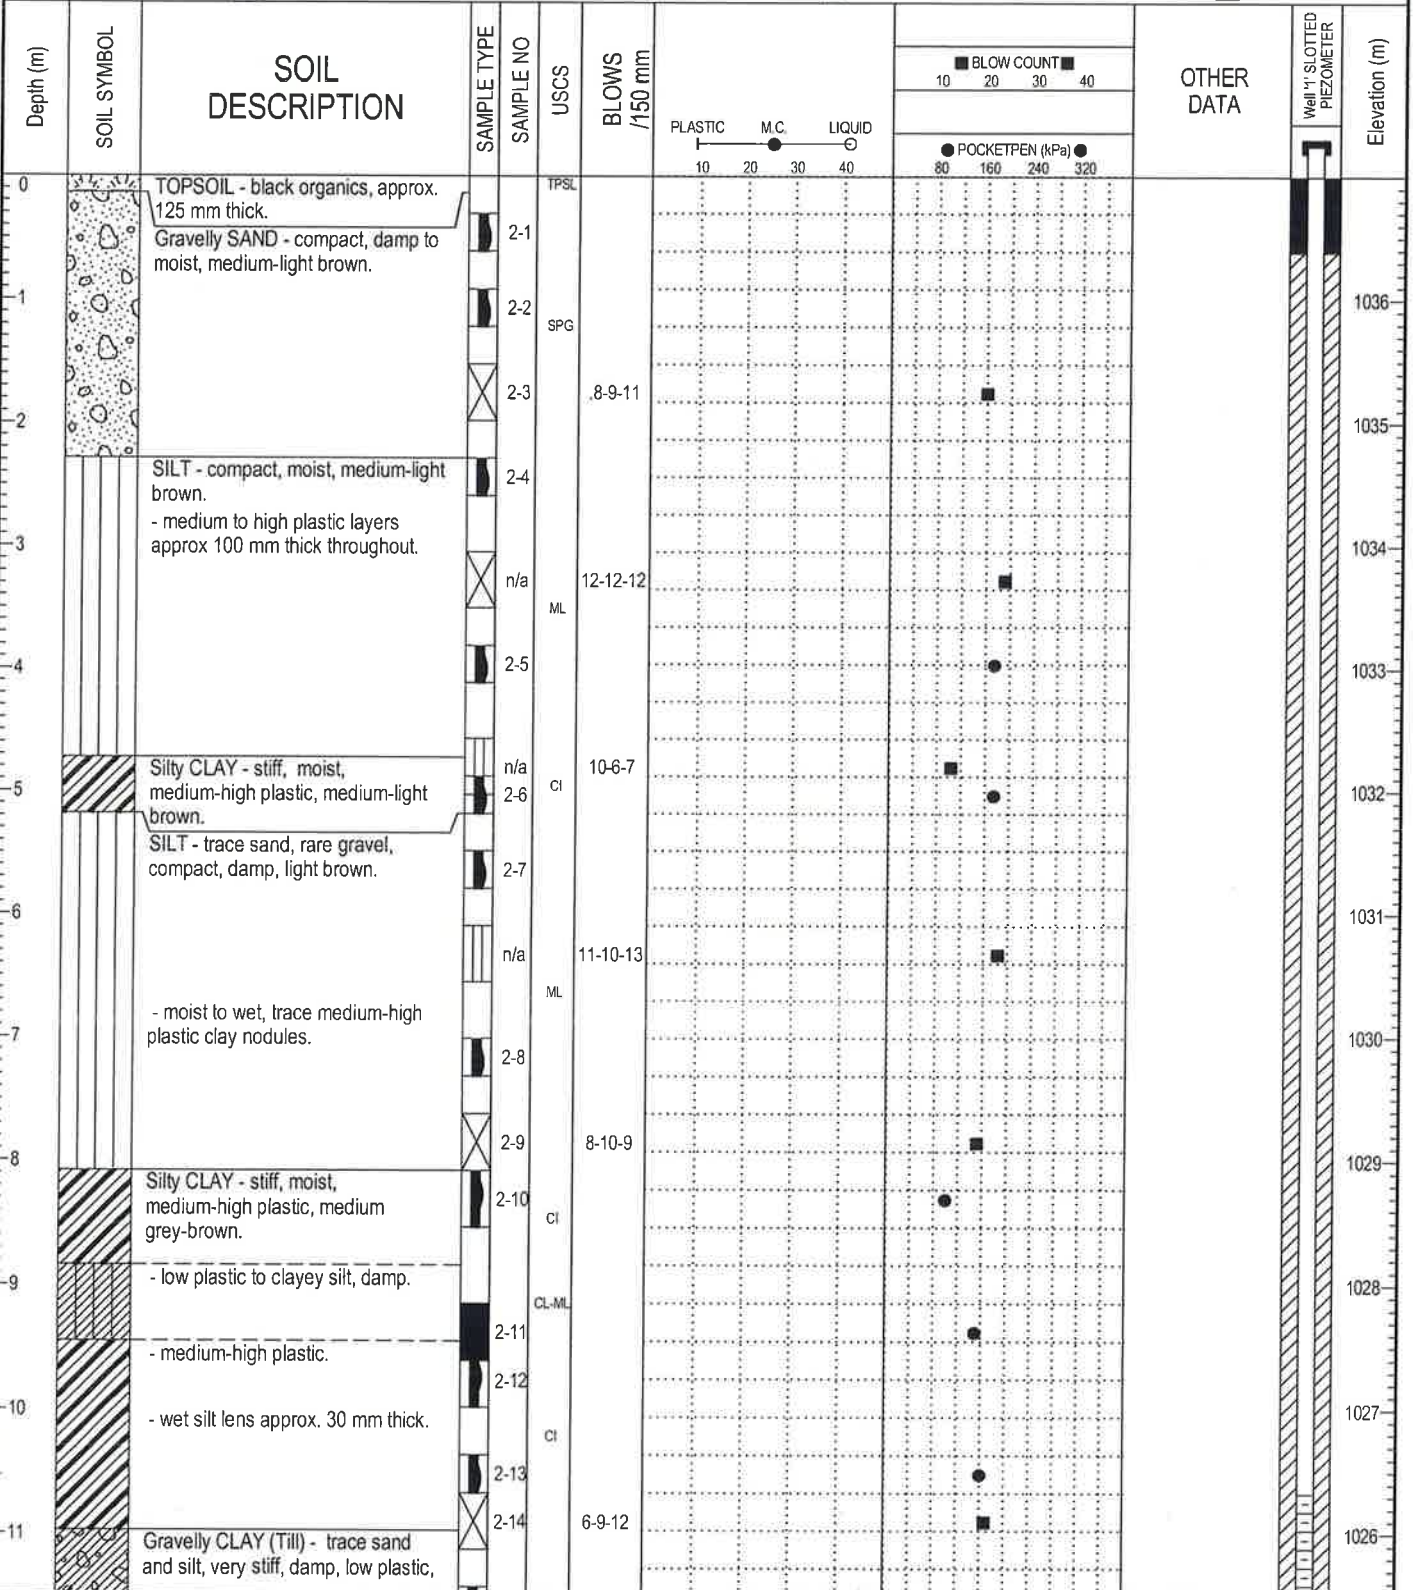 Depth (m)
SOIL SYMBOL
SOIL
DESCRIPTION
SAMPLE TYPE
SAMPLE NO
USCS
BLOWS
/150 mm
PLASTIC M.C. LIQUID
10 20 30 40
■ BLOW COUNT ■
10 20 30 40
● POCKETPEN (kPa) ●
80 160 240 320
OTHER
DATA
Well '1' SLOTTED
PIEZOMETER
Elevation (m)
0
TOPSOIL - black organics, approx.
125 mm thick.
TPSL
Gravelly SAND - compact, damp to
moist, medium-light brown.
2-1
1
2-2
SPG
1036
2-3
8-9-11
2
1035
SILT - compact, moist, medium-light
brown.
2-4
- medium to high plastic layers
approx 100 mm thick throughout.
3
1034
n/a
12-12-12
ML
4
2-5
1033
Silty CLAY - stiff, moist,
medium-high plastic, medium-light
brown.
n/a
10-6-7
CI
5
2-6
1032
SILT - trace sand, rare gravel,
compact, damp, light brown.
2-7
6
1031
n/a
11-10-13
ML
- moist to wet, trace medium-high
plastic clay nodules.
7
1030
2-8
2-9
8-10-9
8
1029
Silty CLAY - stiff, moist,
medium-high plastic, medium
grey-brown.
2-10
CI
- low plastic to clayey silt, damp.
9
1028
CL-ML
2-11
- medium-high plastic.
2-12
10
- wet silt lens approx. 30 mm thick.
1027
CI
2-13
2-14
6-9-12
11
1026
Gravelly CLAY (Till) - trace sand
and silt, very stiff, damp, low plastic,